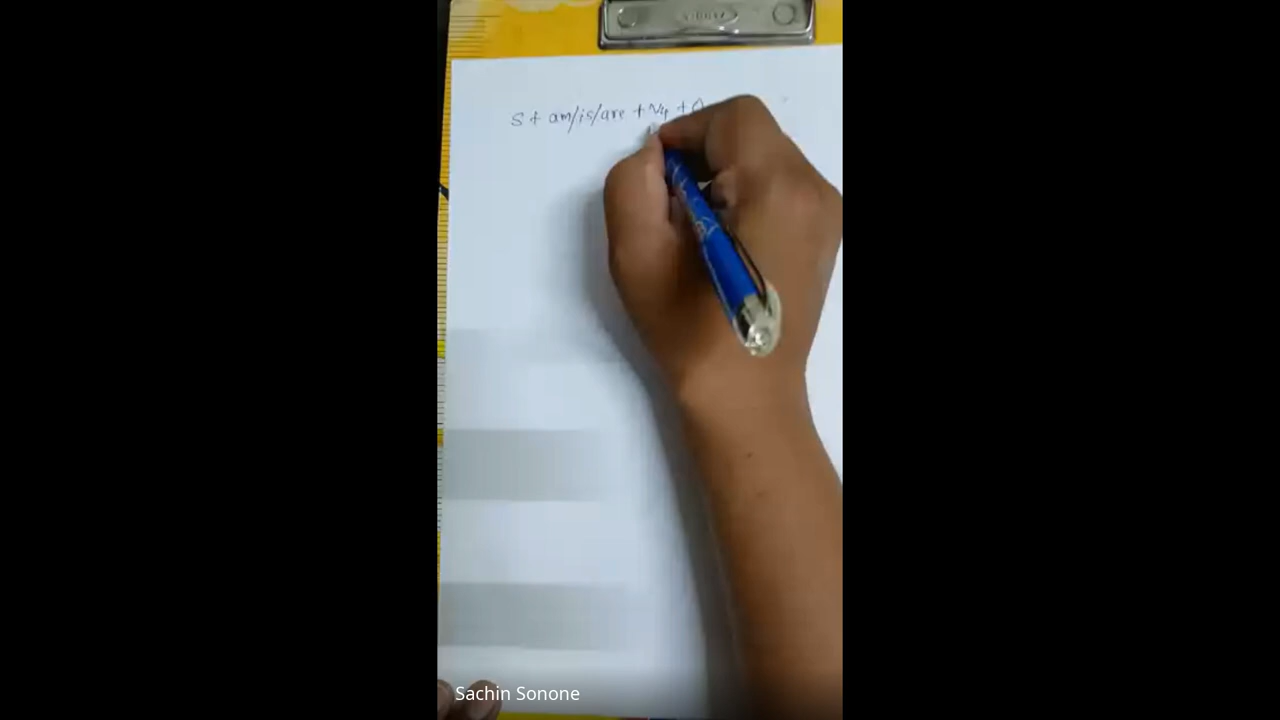 S + am/is/are + V4 + O
Sachin Sonone